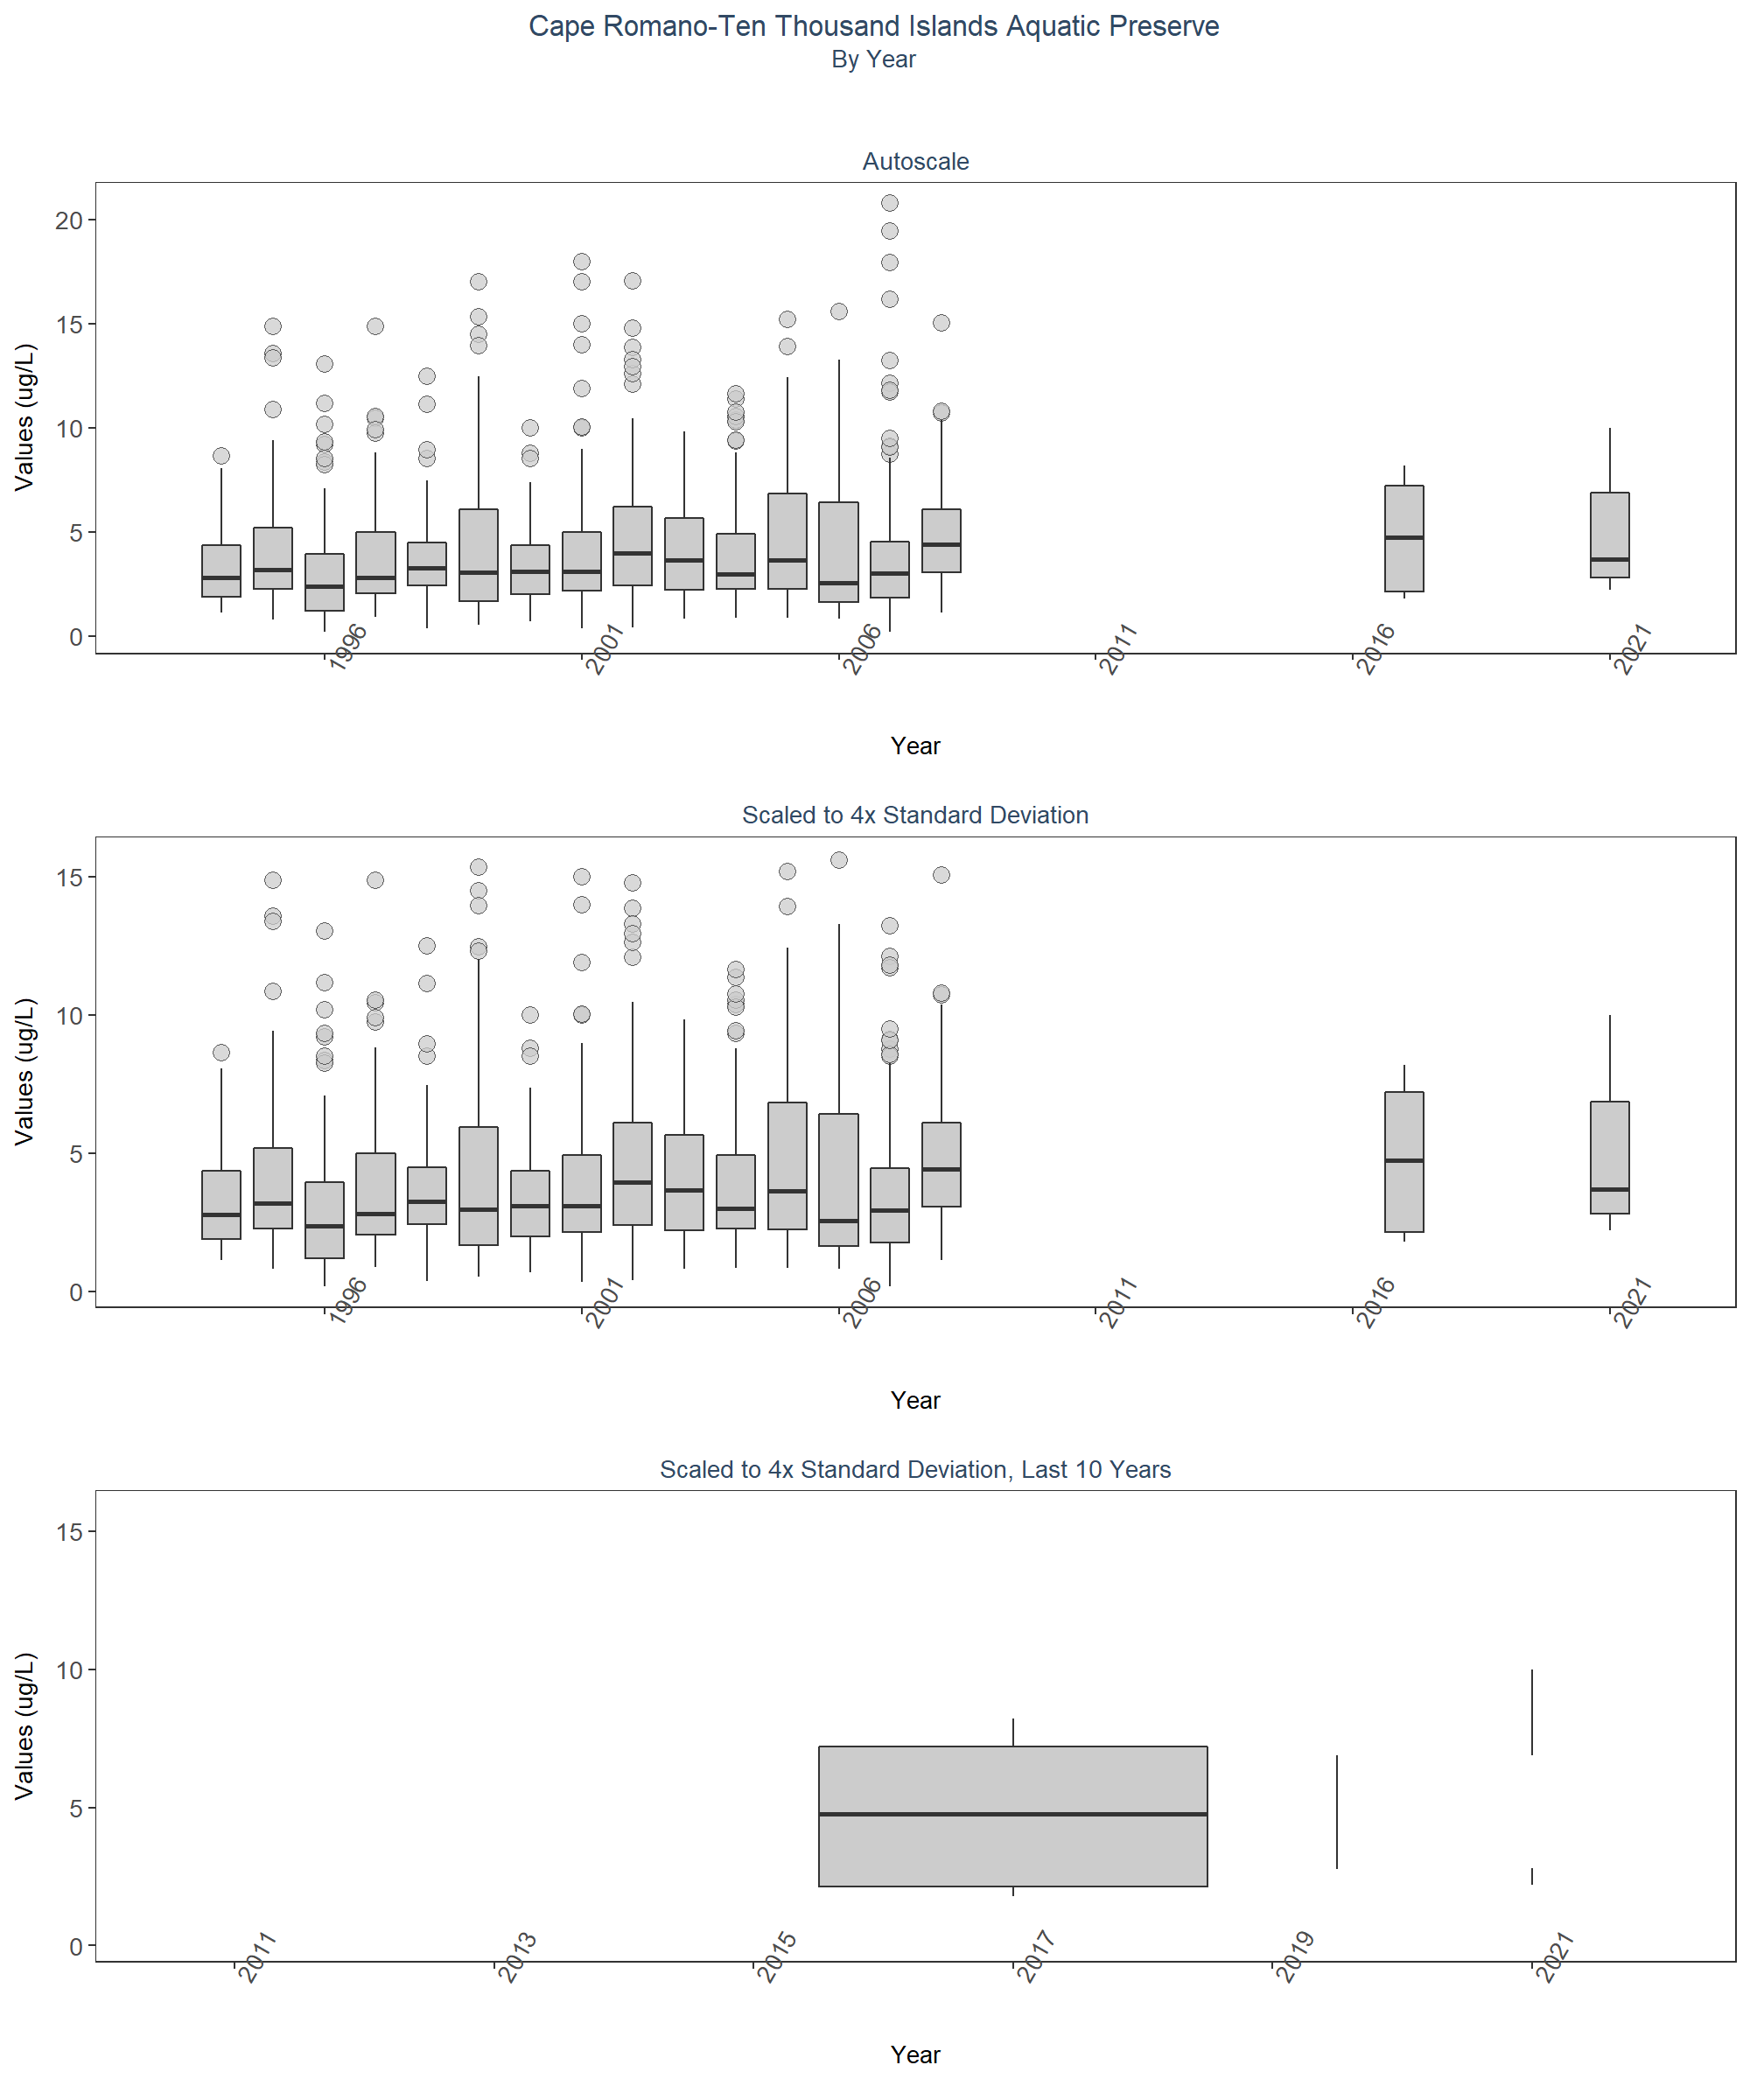 Cape Romano-Ten Thousand Islands Aquatic Preserve
By Year
Autoscale
Values (ug/L)
20
15
10
5
0
1996
2001
2006
2011
2016
2021
Year
Scaled to 4x Standard Deviation
Values (ug/L)
15
10
5
0
1996
2001
2006
2011
2016
2021
Year
Scaled to 4x Standard Deviation, Last 10 Years
Values (ug/L)
15
10
5
0
2011
2013
2015
2017
2019
2021
Year